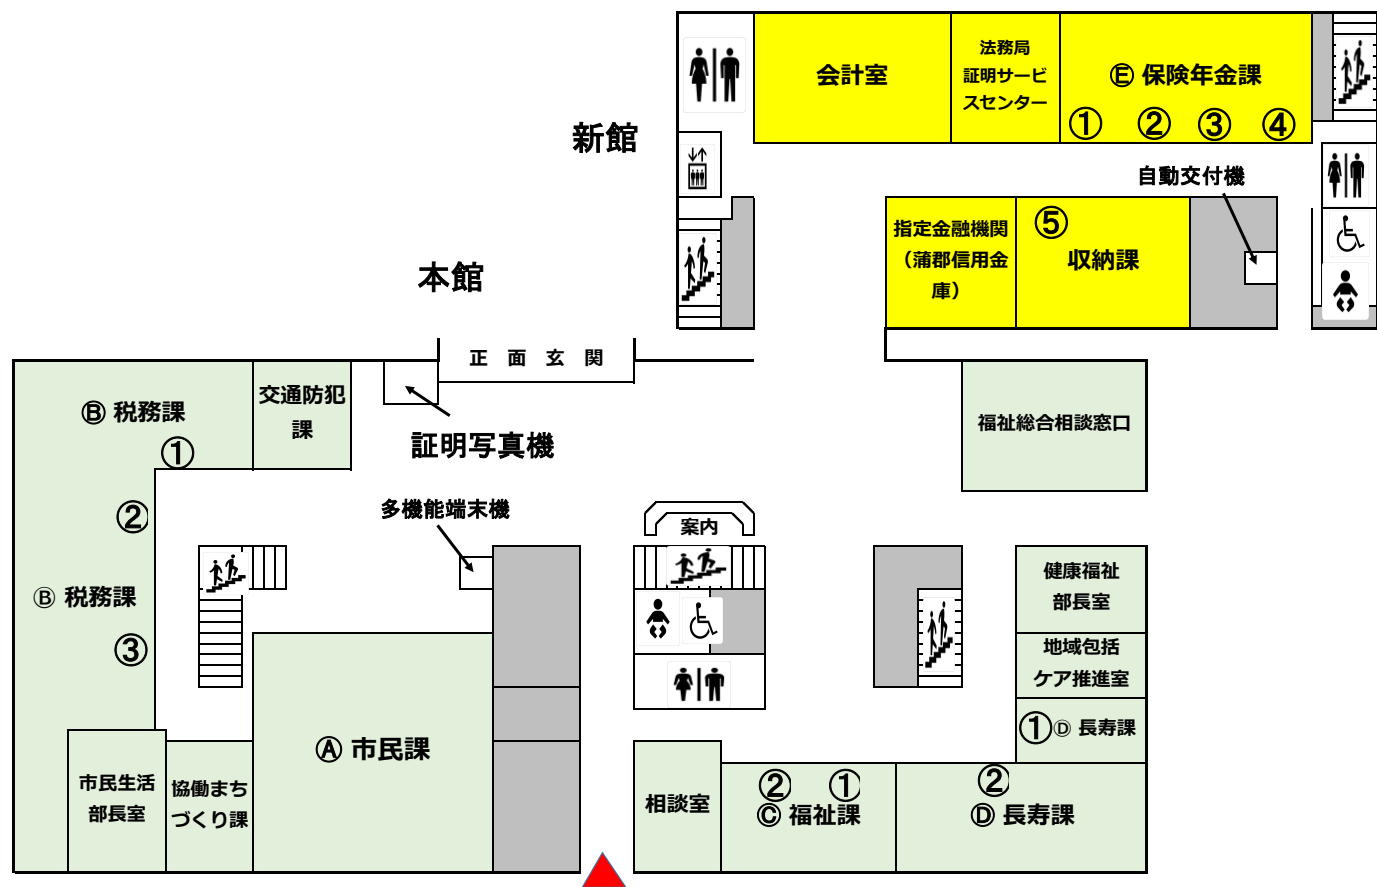 会計室
法務局
証明サービ
スセンター
Ⓔ 保険年金課
① ② ③ ④
新館
自動交付機
指定金融機関
（蒲郡信用金
庫）
⑤
収納課
本館
正 面 玄 関
Ⓑ 税務課
①
交通防犯
課
証明写真機
福祉総合相談窓口
②
多機能端末機
案内
Ⓑ 税務課
③
健康福祉
部長室
地域包括
ケア推進室
① Ⓓ 長寿課
Ⓐ 市民課
市民生活
部長室
協働まち
づくり課
相談室
② ①
Ⓒ 福祉課
②
Ⓓ 長寿課